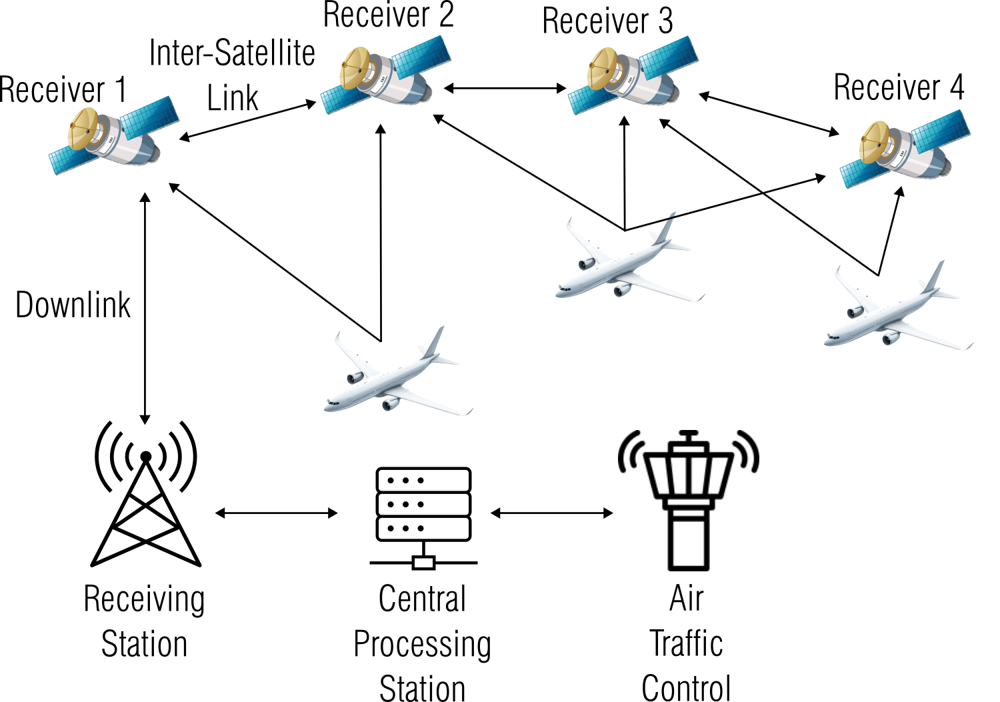 Receiver 2
Receiver 3
Inter-Satellite
Link
Receiver 1
Receiver 4
Downlink
Receiving
Station
Central
Processing
Station
Air
Traffic
Control